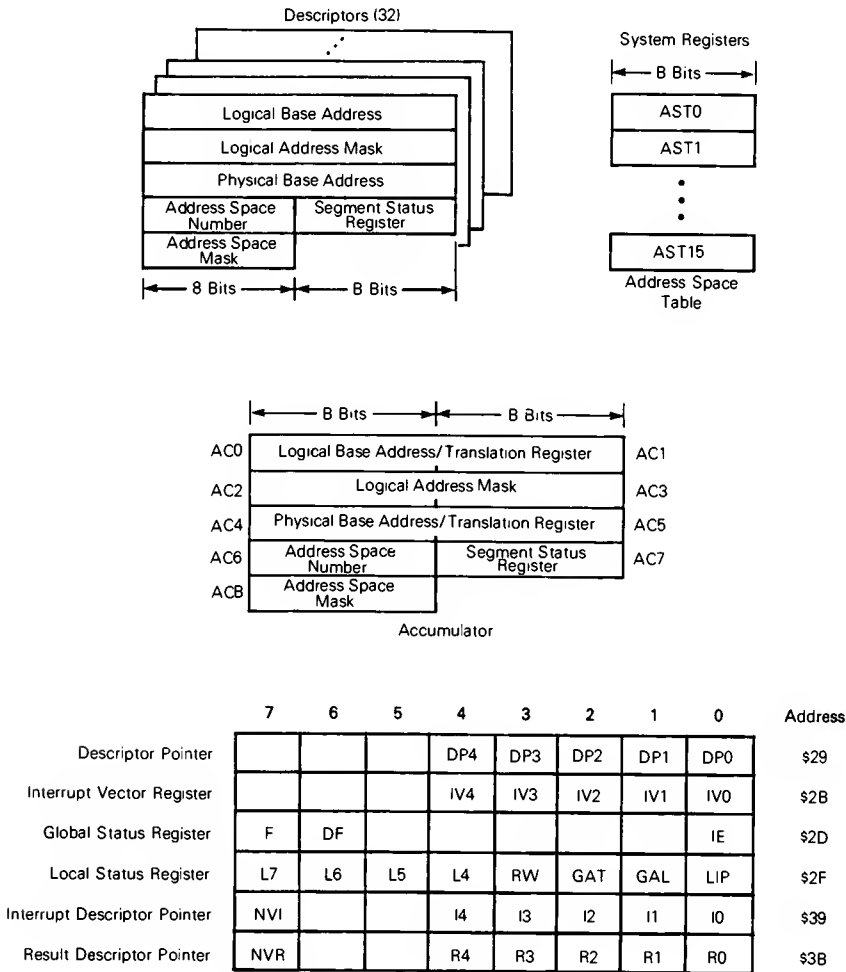 Descriptors (32)
System Registers
B Bits
Logical Base Address
AST0
Logical Address Mask
AST1
Physical Base Address
Address Space Number
Segment Status Register
Address Space Mask
AST15
8 Bits
B Bits
Address Space
Table
B Bits
B Bits
AC0
Logical Base Address/Translation Register
AC1
AC2
Logical Address Mask
AC3
AC4
Physical Base Address/Translation Register
AC5
AC6
Address Space Number
Segment Status Register
AC7
ACB
Address Space Mask
Accumulator
7 6 5 4 3 2 1 0 Address
Descriptor Pointer DP4 DP3 DP2 DP1 DP0 $29
Interrupt Vector Register IV4 IV3 IV2 IV1 IV0 $2B
Global Status Register F DF IE $2D
Local Status Register L7 L6 L5 L4 RW GAT GAL LIP $2F
Interrupt Descriptor Pointer NVI I4 I3 I2 I1 I0 $39
Result Descriptor Pointer NVR R4 R3 R2 R1 R0 $3B